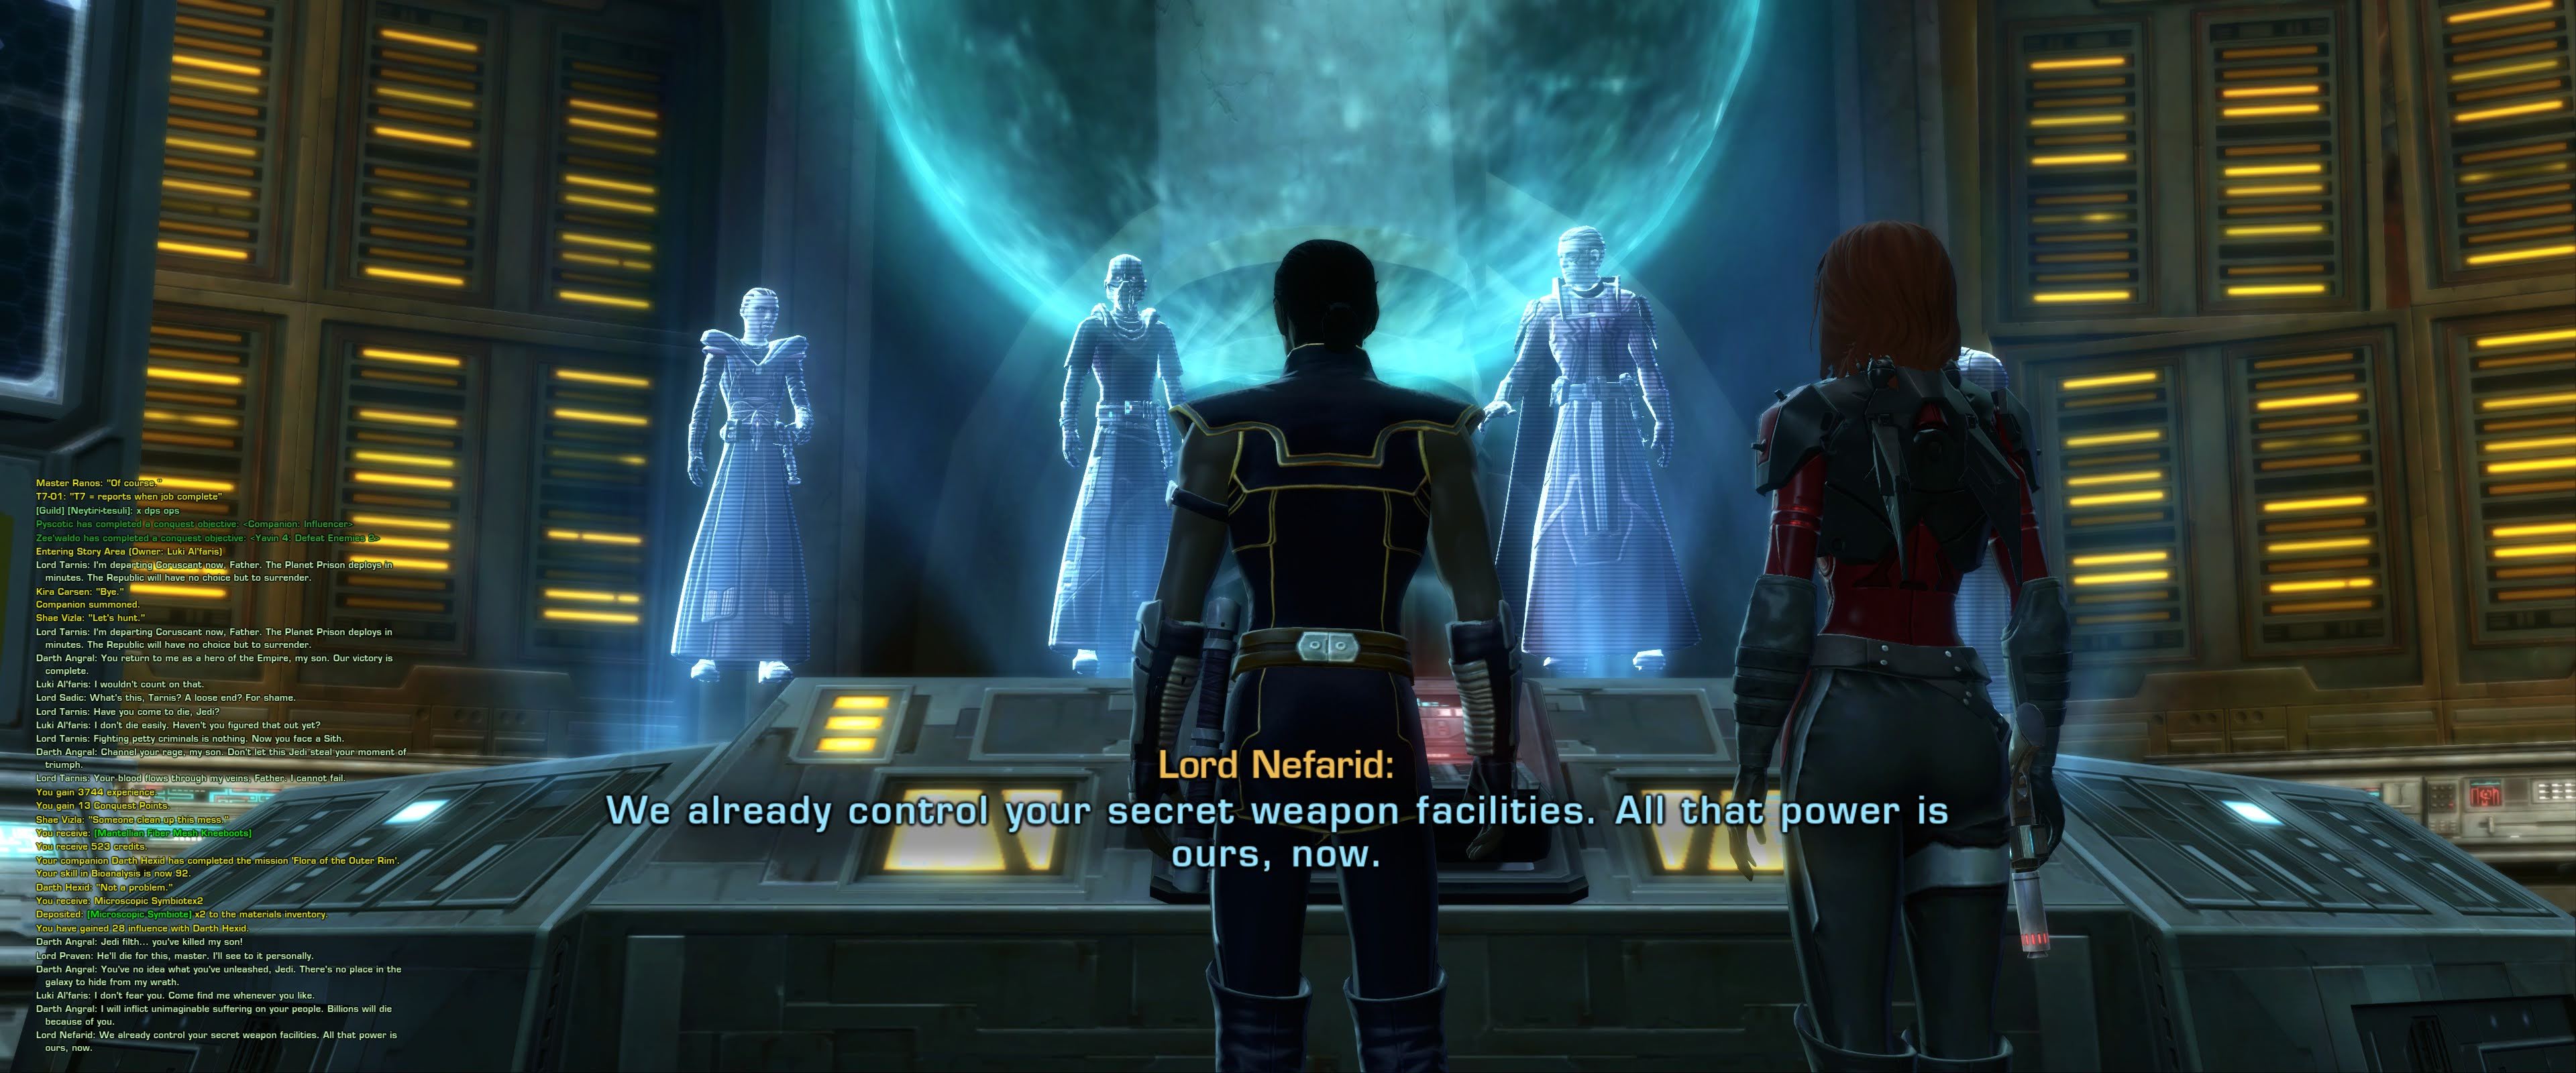 Master Ranos: "Of course."
T7-01: "T7 = reports when job complete"
[Guild] [Neytiri-tesuli]: x dps ops
Pyscotic has completed a conquest objective: <Companion: Influencer>
Zee'waldo has completed a conquest objective: <Yavin 4: Defeat Enemies 2>
Entering Story Area (Owner: Luki Al'faris)
Lord Tarnis: I'm departing Coruscant now, Father. The Planet Prison deploys in
minutes. The Republic will have no choice but to surrender.
Kira Carsen: "Bye."
Companion summoned.
Shae Vizla: "Let's hunt."
Lord Tarnis: I'm departing Coruscant now, Father. The Planet Prison deploys in
minutes. The Republic will have no choice but to surrender.
Darth Angral: You return to me as a hero of the Empire, my son. Our victory is
complete.
Luki Al'faris: I wouldn't count on that.
Lord Sadic: What's this, Tarnis? A loose end? For shame.
Lord Tarnis: Have you come to die, Jedi?
Luki Al'faris: I don't die easily. Haven't you figured that out yet?
Lord Tarnis: Fighting petty criminals is nothing. Now you face a Sith.
Darth Angral: Channel your rage, my son. Don't let this Jedi steal your moment of
triumph.
Lord Tarnis: Your blood flows through my veins, Father. I cannot fail.
You gain 3744 experience.
You gain 13 Conquest Points.
Shae Vizla: "Someone clean up this mess."
You receive: [Mantellian Fiber Mesh Kneeboots]
You receive 523 credits.
Your companion Darth Hexid has completed the mission 'Flora of the Outer Rim'.
Your skill in Bioanalysis is now 92.
Darth Hexid: "Not a problem."
You receive: Microscopic Symbiotex2
Deposited: [Microscopic Symbiote] x2 to the materials inventory.
You have gained 28 influence with Darth Hexid.
Darth Angral: Jedi filth... you've killed my son!
Lord Praven: He'll die for this, master. I'll see to it personally.
Darth Angral: You've no idea what you've unleashed, Jedi. There's no place in the
galaxy to hide from my wrath.
Luki Al'faris: I don't fear you. Come find me whenever you like.
Darth Angral: I will inflict unimaginable suffering on your people. Billions will die
because of you.
Lord Nefarid: We already control your secret weapon facilities. All that power is
ours, now.
Lord Nefarid:
We already control your secret weapon facilities. All that power is
ours, now.